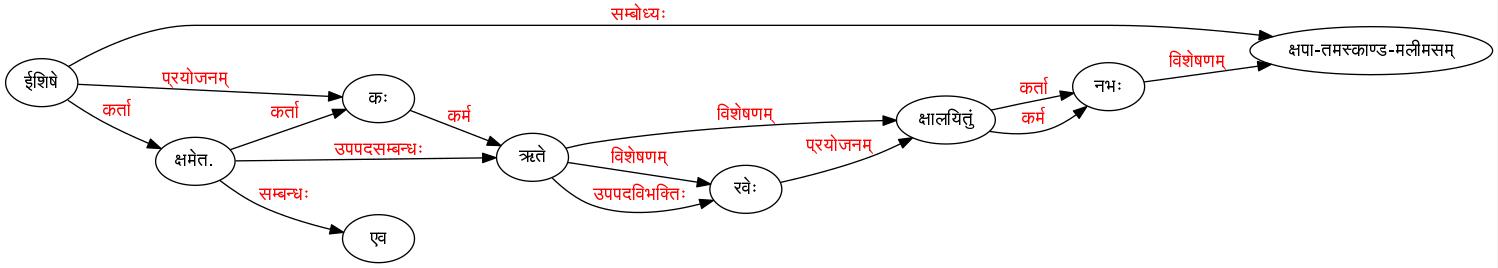 सम्बोध्यः
ईशिषे
प्रयोजनम्
कर्ता
क्षमेत.
कर्ता
उपपदसम्बन्धः
सम्बन्धः
कः
एव
कर्म
ऋते
विशेषणम्
विशेषणम्
उपपदविभक्तिः
रवेः
प्रयोजनम्
क्षालयितुं
कर्ता
कर्म
नभः
विशेषणम्
क्षपा-तमस्काण्ड-मलीमसम्